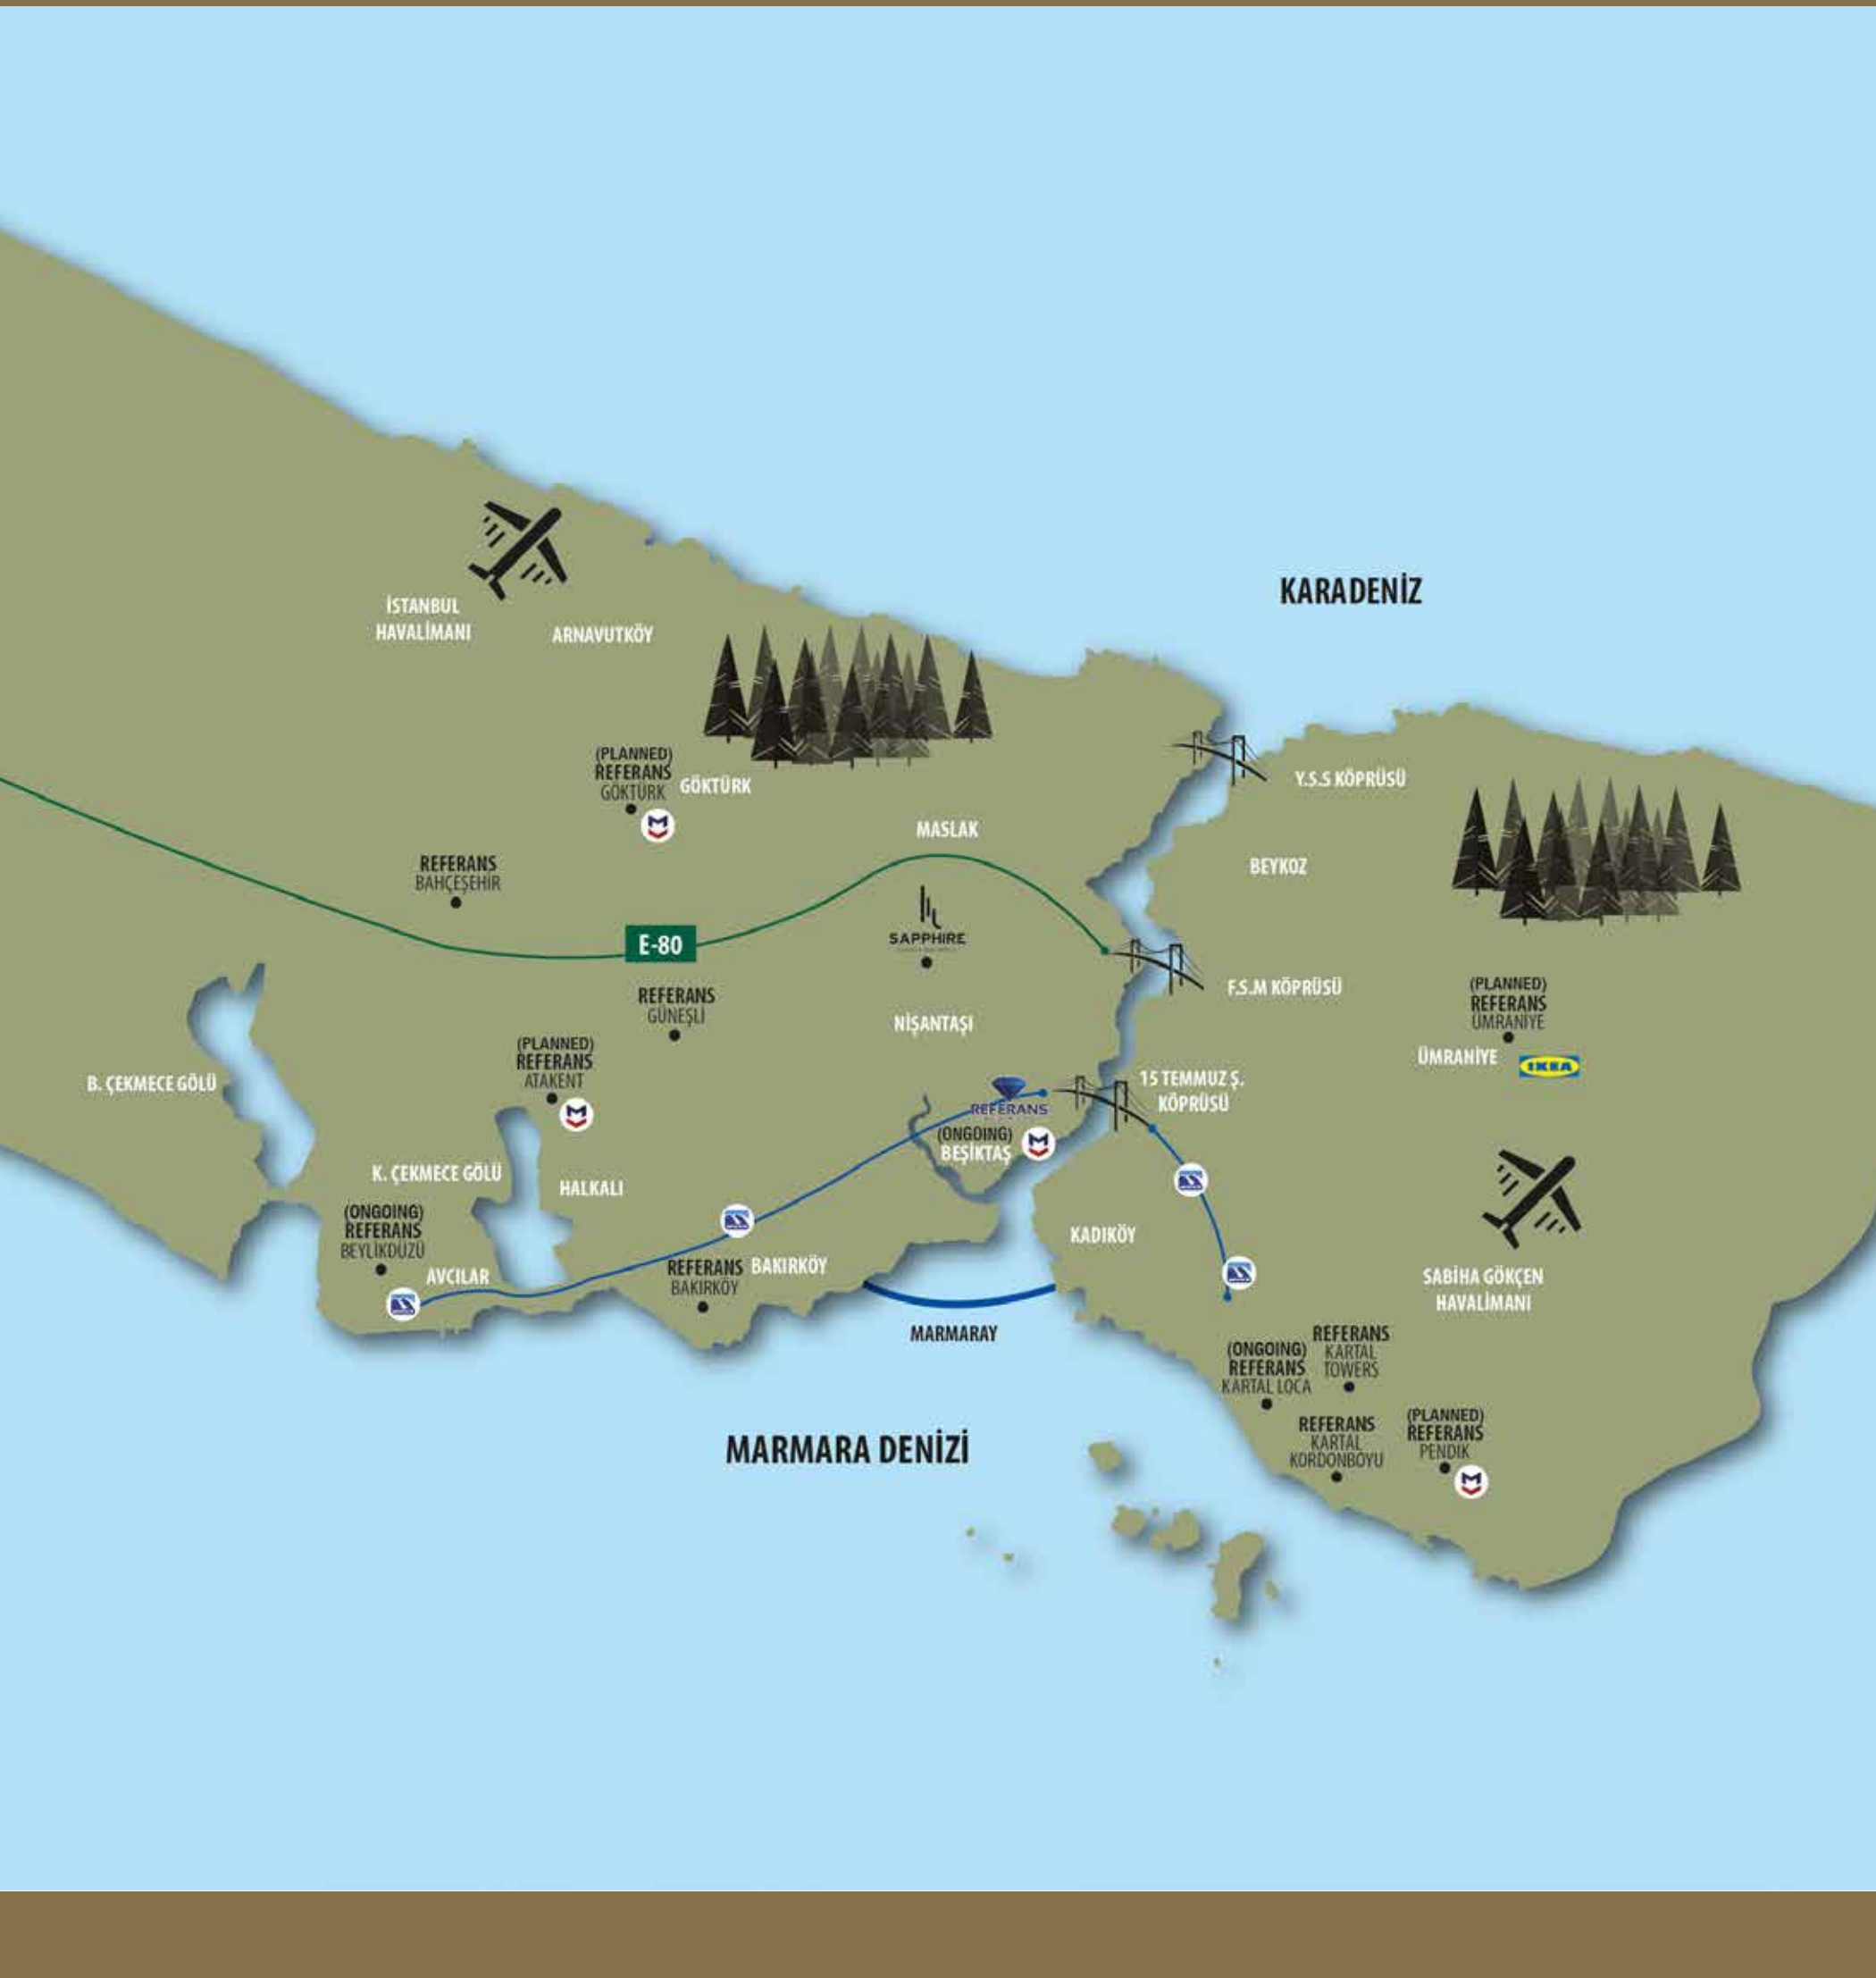 KARADENİZ
İSTANBUL
HAVALİMANI
ARNAVUTKÖY
(PLANNED)
REFERANS
GÖKTÜRK
GÖKTÜRK
Y.S.S KÖPRÜSÜ
MASLAK
BEYKOZ
REFERANS
BAHÇEŞEHİR
SAPPHIRE
E-80
F.S.M KÖPRÜSÜ
(PLANNED)
REFERANS
ÜMRANİYE
REFERANS
GÜNEŞLİ
NİŞANTAŞI
ÜMRANİYE
IKEA
(PLANNED)
REFERANS
ATAKENT
B. ÇEKMECE GÖLÜ
15 TEMMUZ Ş.
KÖPRÜSÜ
REFERANS
(ONGOING)
BEŞİKTAŞ
K. ÇEKMECE GÖLÜ
HALKALI
(ONGOING)
REFERANS
BEYLİKDÜZÜ
KADIKÖY
AVCILAR
REFERANS
BAKIRKÖY
BAKIRKÖY
SABİHA GÖKÇEN
HAVALİMANI
MARMARAY
(ONGOING)
REFERANS
KARTAL LOCA
REFERANS
KARTAL
TOWERS
REFERANS
KARTAL
KORDONBOYU
(PLANNED)
REFERANS
PENDİK
MARMARA DENİZİ